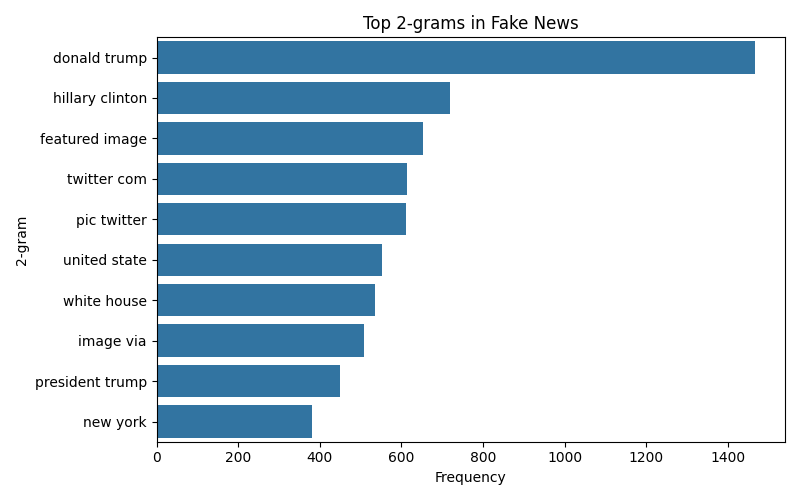 Top 2-grams in Fake News
donald trump
hillary clinton
featured image
twitter com
pic twitter
united state
white house
image via
president trump
new york
2-gram
0 200 400 600 800 1000 1200 1400
Frequency